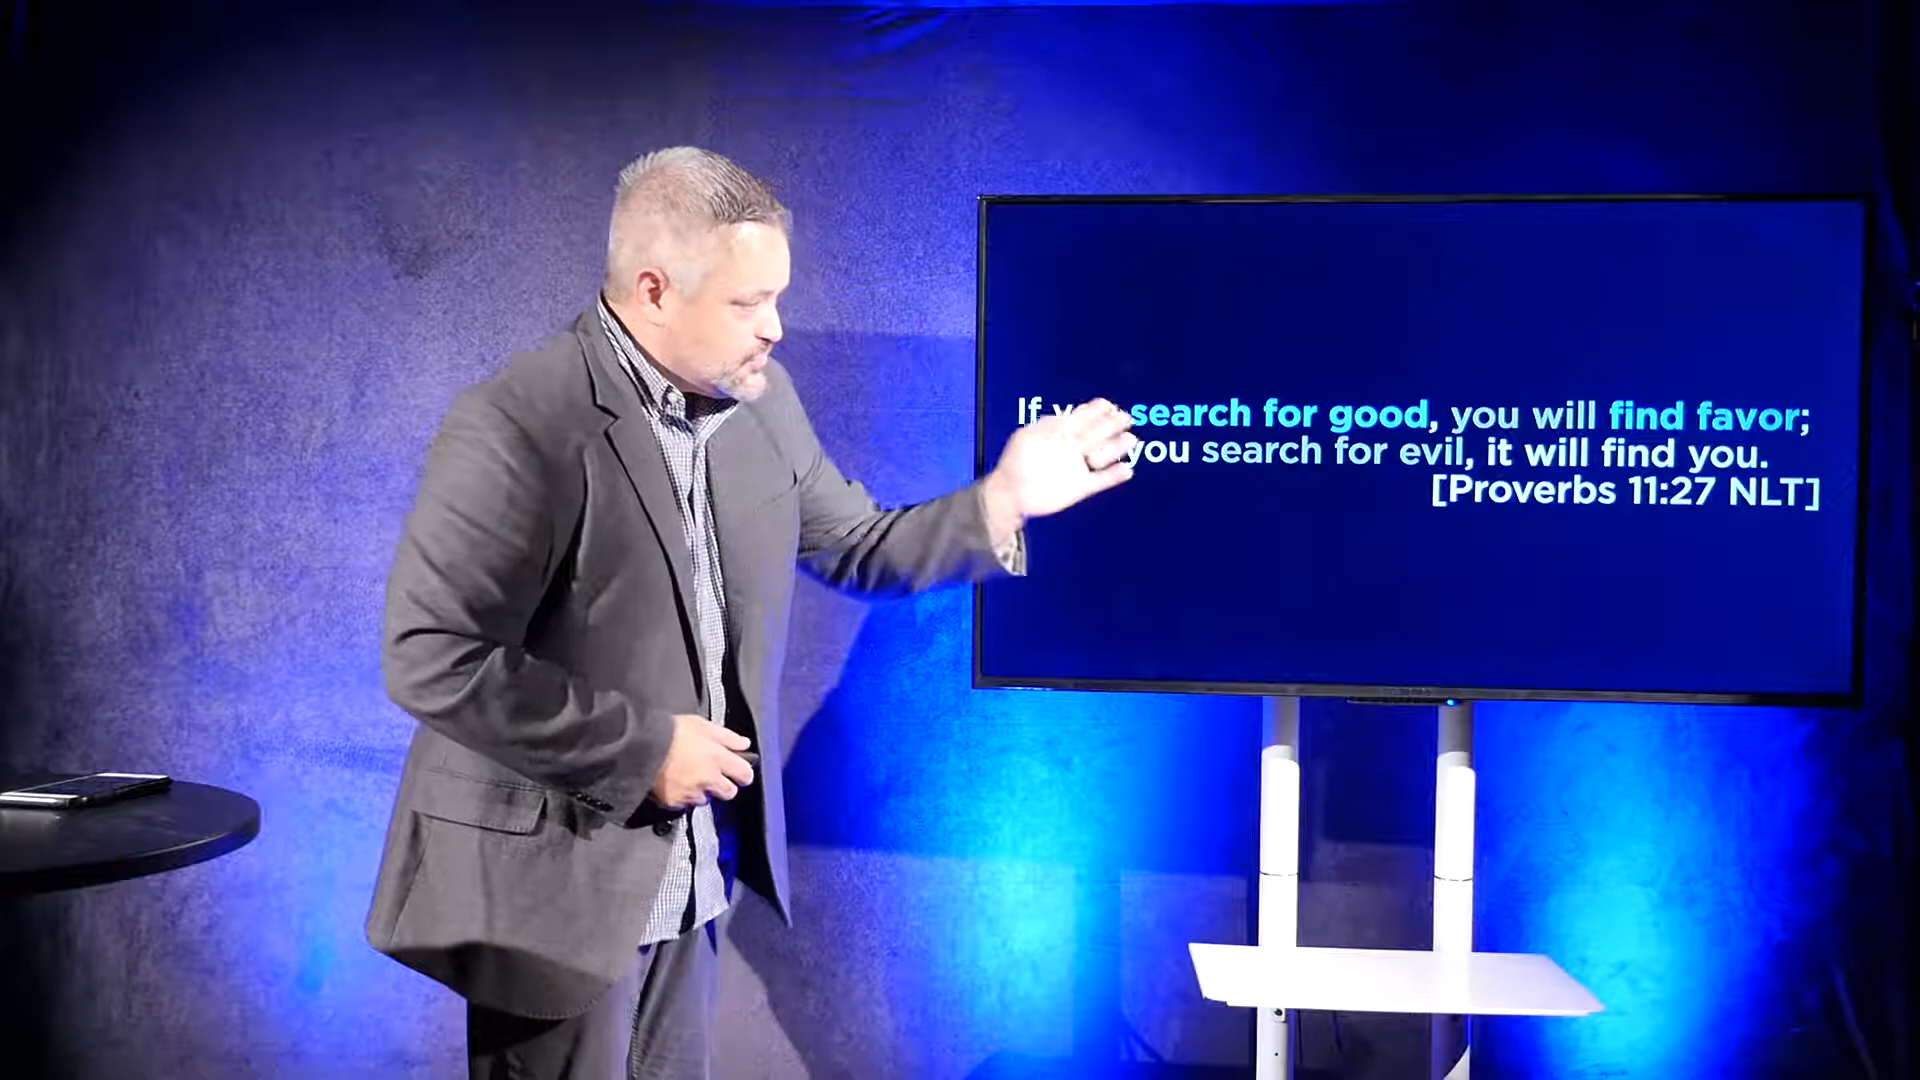 If search for good, you will find favor;
you search for evil, it will find you.
[Proverbs 11:27 NLT]